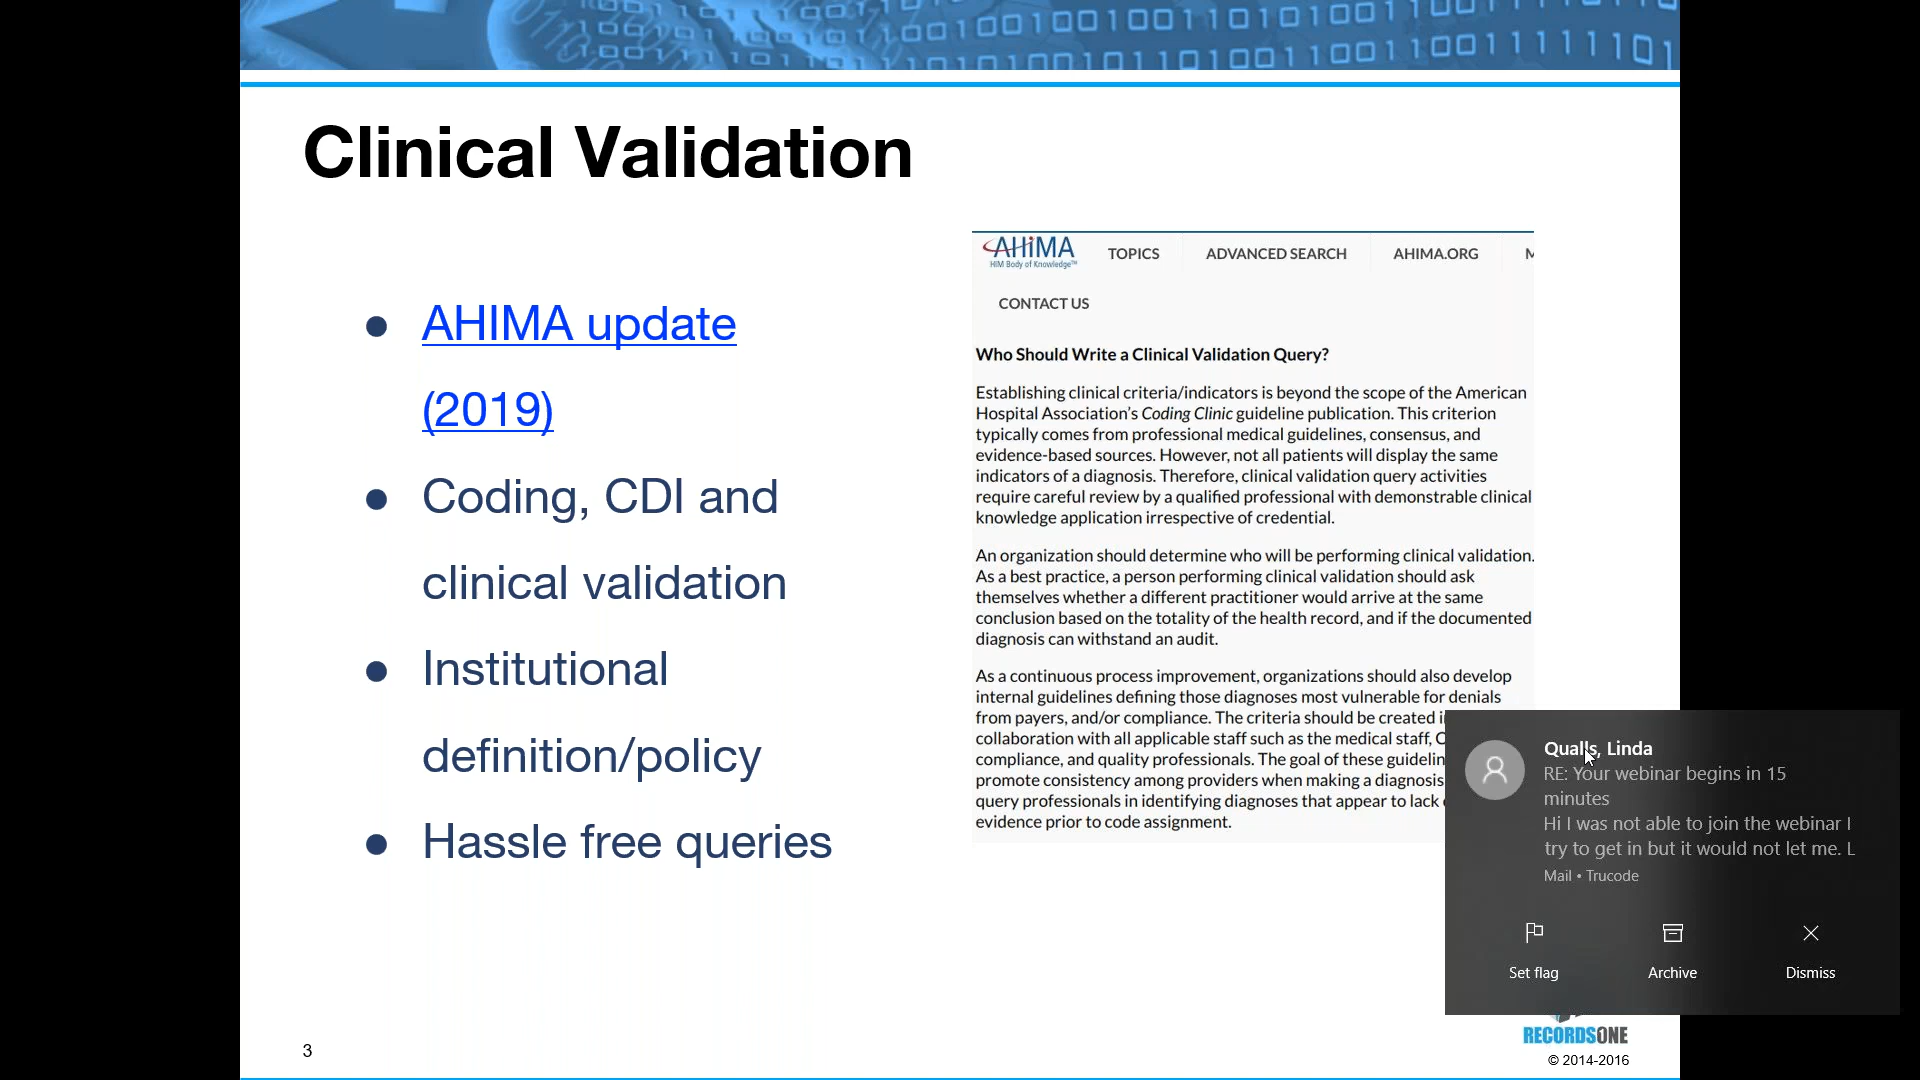 Clinical Validation
AHIMA update
(2019)
Coding, CDI and
clinical validation
Institutional
definition/policy
Hassle free queries
AHIMA
HIM Body of Knowledge™
TOPICS
ADVANCED SEARCH
AHIMA.ORG
CONTACT US
Who Should Write a Clinical Validation Query?
Establishing clinical criteria/indicators is beyond the scope of the American
Hospital Association's Coding Clinic guideline publication. This criterion
typically comes from professional medical guidelines, consensus, and
evidence-based sources. However, not all patients will display the same
indicators of a diagnosis. Therefore, clinical validation query activities
require careful review by a qualified professional with demonstrable clinical
knowledge application irrespective of credential.
An organization should determine who will be performing clinical validation.
As a best practice, a person performing clinical validation should ask
themselves whether a different practitioner would arrive at the same
conclusion based on the totality of the health record, and if the documented
diagnosis can withstand an audit.
As a continuous process improvement, organizations should also develop
internal guidelines defining those diagnoses most vulnerable for denials
from payers, and/or compliance. The criteria should be created
collaboration with all applicable staff such as the medical staff,
compliance, and quality professionals. The goal of these
promote consistency among providers when making a diagnosis
query professionals in identifying diagnoses that appear to lack
evidence prior to code assignment.
Qualls, Linda
RE: Your webinar begins in 15
minutes
Hi I was not able to join the webinar I
try to get in but it would not let me. L
Mail • Trucode
Set flag
Archive
Dismiss
3
RECORDSONE
© 2014-2016